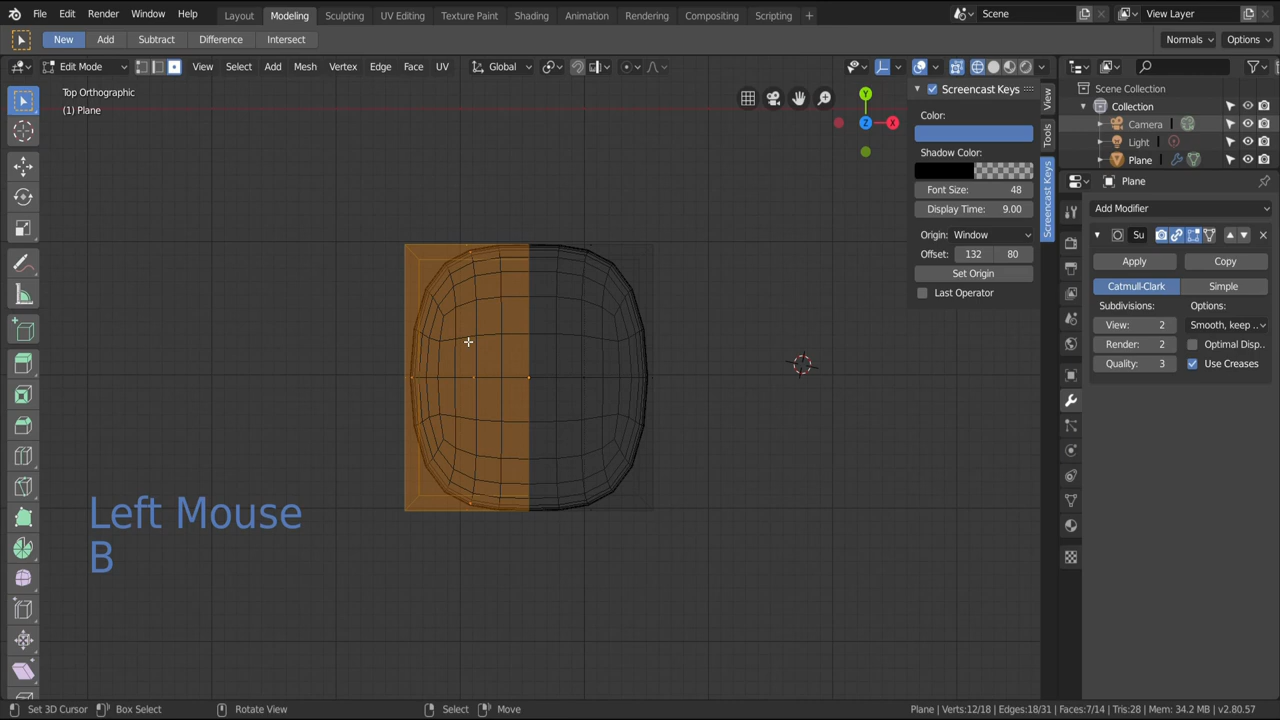 File Edit Render Window Help Layout Modeling Sculpting UV Editing Texture Paint Shading Animation Rendering Compositing Scripting + Scene View Layer
New Add Subtract Difference Intersect Normals Options
Edit Mode View Select Add Mesh Vertex Edge Face UV Global
Top Orthographic
(1) Plane
Y
X
Z
Screencast Keys
Color:
Shadow Color:
Font Size: 48
Display Time: 9.00
Origin: Window
Offset: 132 80
Set Origin
Last Operator
View
Tools
Screencast Keys
Scene Collection
Collection
Camera
Light
Plane
Plane
Add Modifier
Su
Apply Copy
Catmull-Clark Simple
Subdivisions: Options:
View: 2 Smooth, keep ..
Render: 2 Optimal Disp..
Quality: 3 Use Creases
Left Mouse
B
Set 3D Cursor Box Select Rotate View Select Move Plane | Verts:12/18 | Edges:18/31 | Faces:7/14 | Tris:28 | Mem: 34.2 MB | v2.80.57